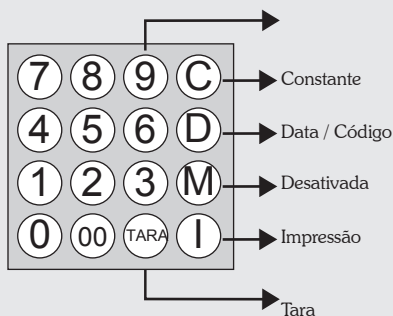 7 8 9 C Constante
4 5 6 D Data / Código
1 2 3 M Desativada
0 00 TARA I Impressão
Tara